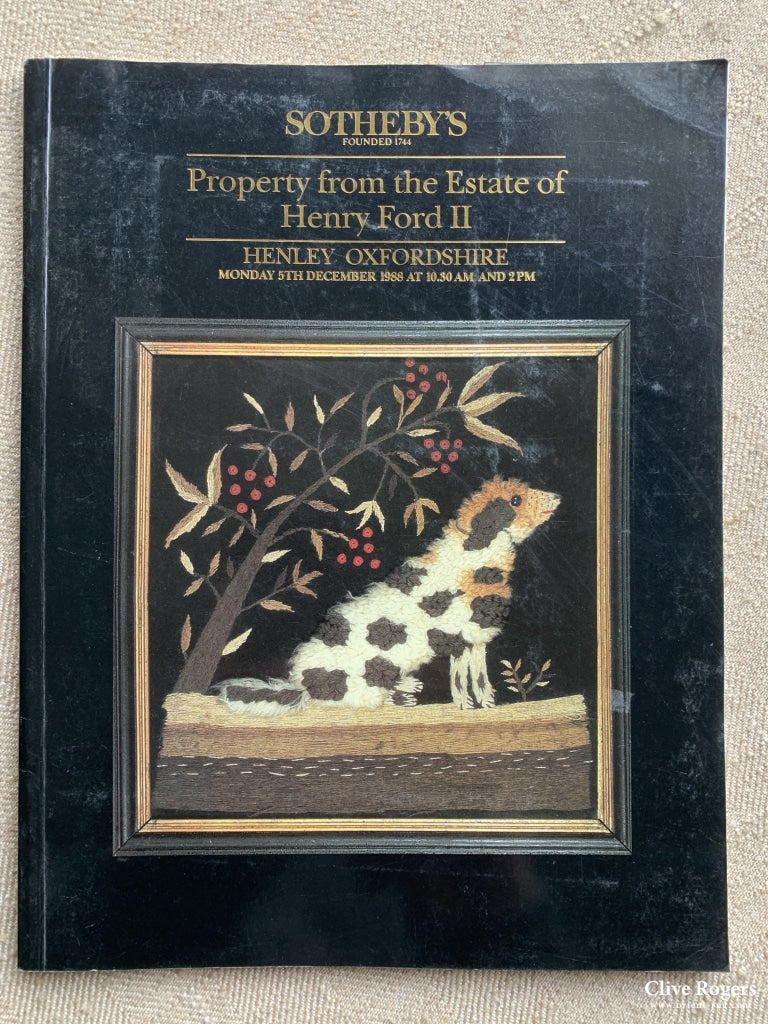 SOTHEBY'S
FOUNDED 1744
Property from the Estate of
Henry Ford II
HENLEY OXFORDSHIRE
MONDAY 5TH DECEMBER 1988 AT 10.30 AM AND 2 PM
Clive Rogers